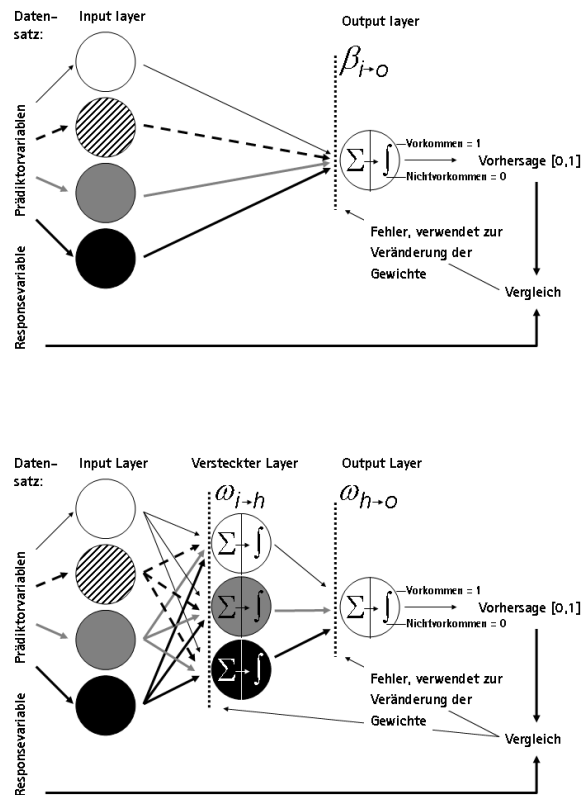 Daten-
satz:
Input layer
Output layer
β i→o
Prädiktorvariablen
Responsevariable
Σ → ∫
Vorkommen = 1
Nichtvorkommen = 0
Vorhersage [0,1]
Fehler, verwendet zur
Veränderung der
Gewichte
Vergleich
Daten-
satz:
Input Layer
Versteckter Layer
Output Layer
ω i→h
ω h→o
Prädiktorvariablen
Responsevariable
Σ → ∫
Σ → ∫
Σ → ∫
Σ → ∫
Vorkommen = 1
Nichtvorkommen = 0
Vorhersage [0,1]
Fehler, verwendet zur
Veränderung der
Gewichte
Vergleich